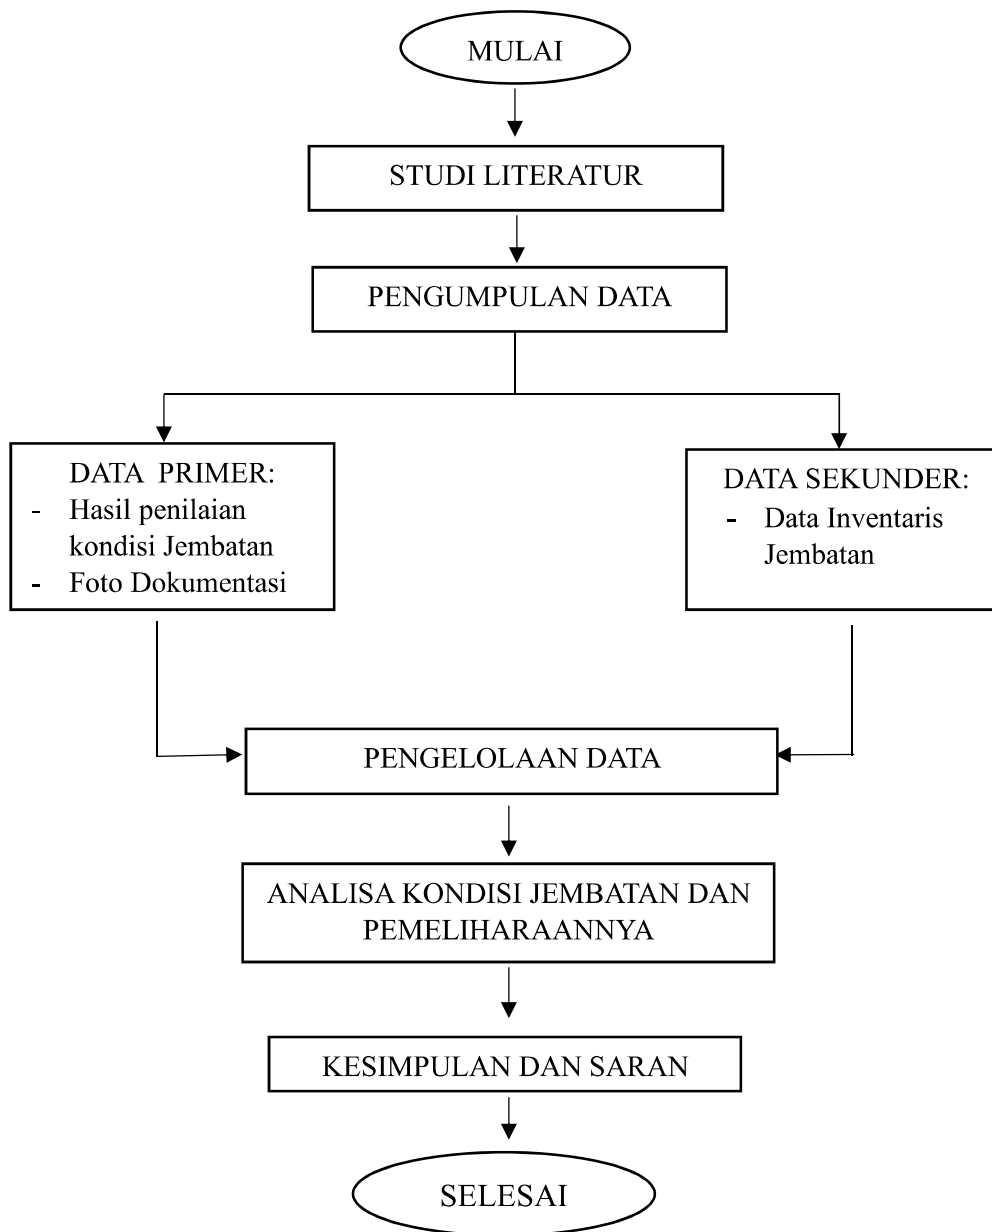 MULAI
STUDI LITERATUR
PENGUMPULAN DATA
DATA PRIMER:
- Hasil penilaian
kondisi Jembatan
- Foto Dokumentasi
DATA SEKUNDER:
- Data Inventaris
Jembatan
PENGELOLAAN DATA
ANALISA KONDISI JEMBATAN DAN
PEMELIHARAANNYA
KESIMPULAN DAN SARAN
SELESAI